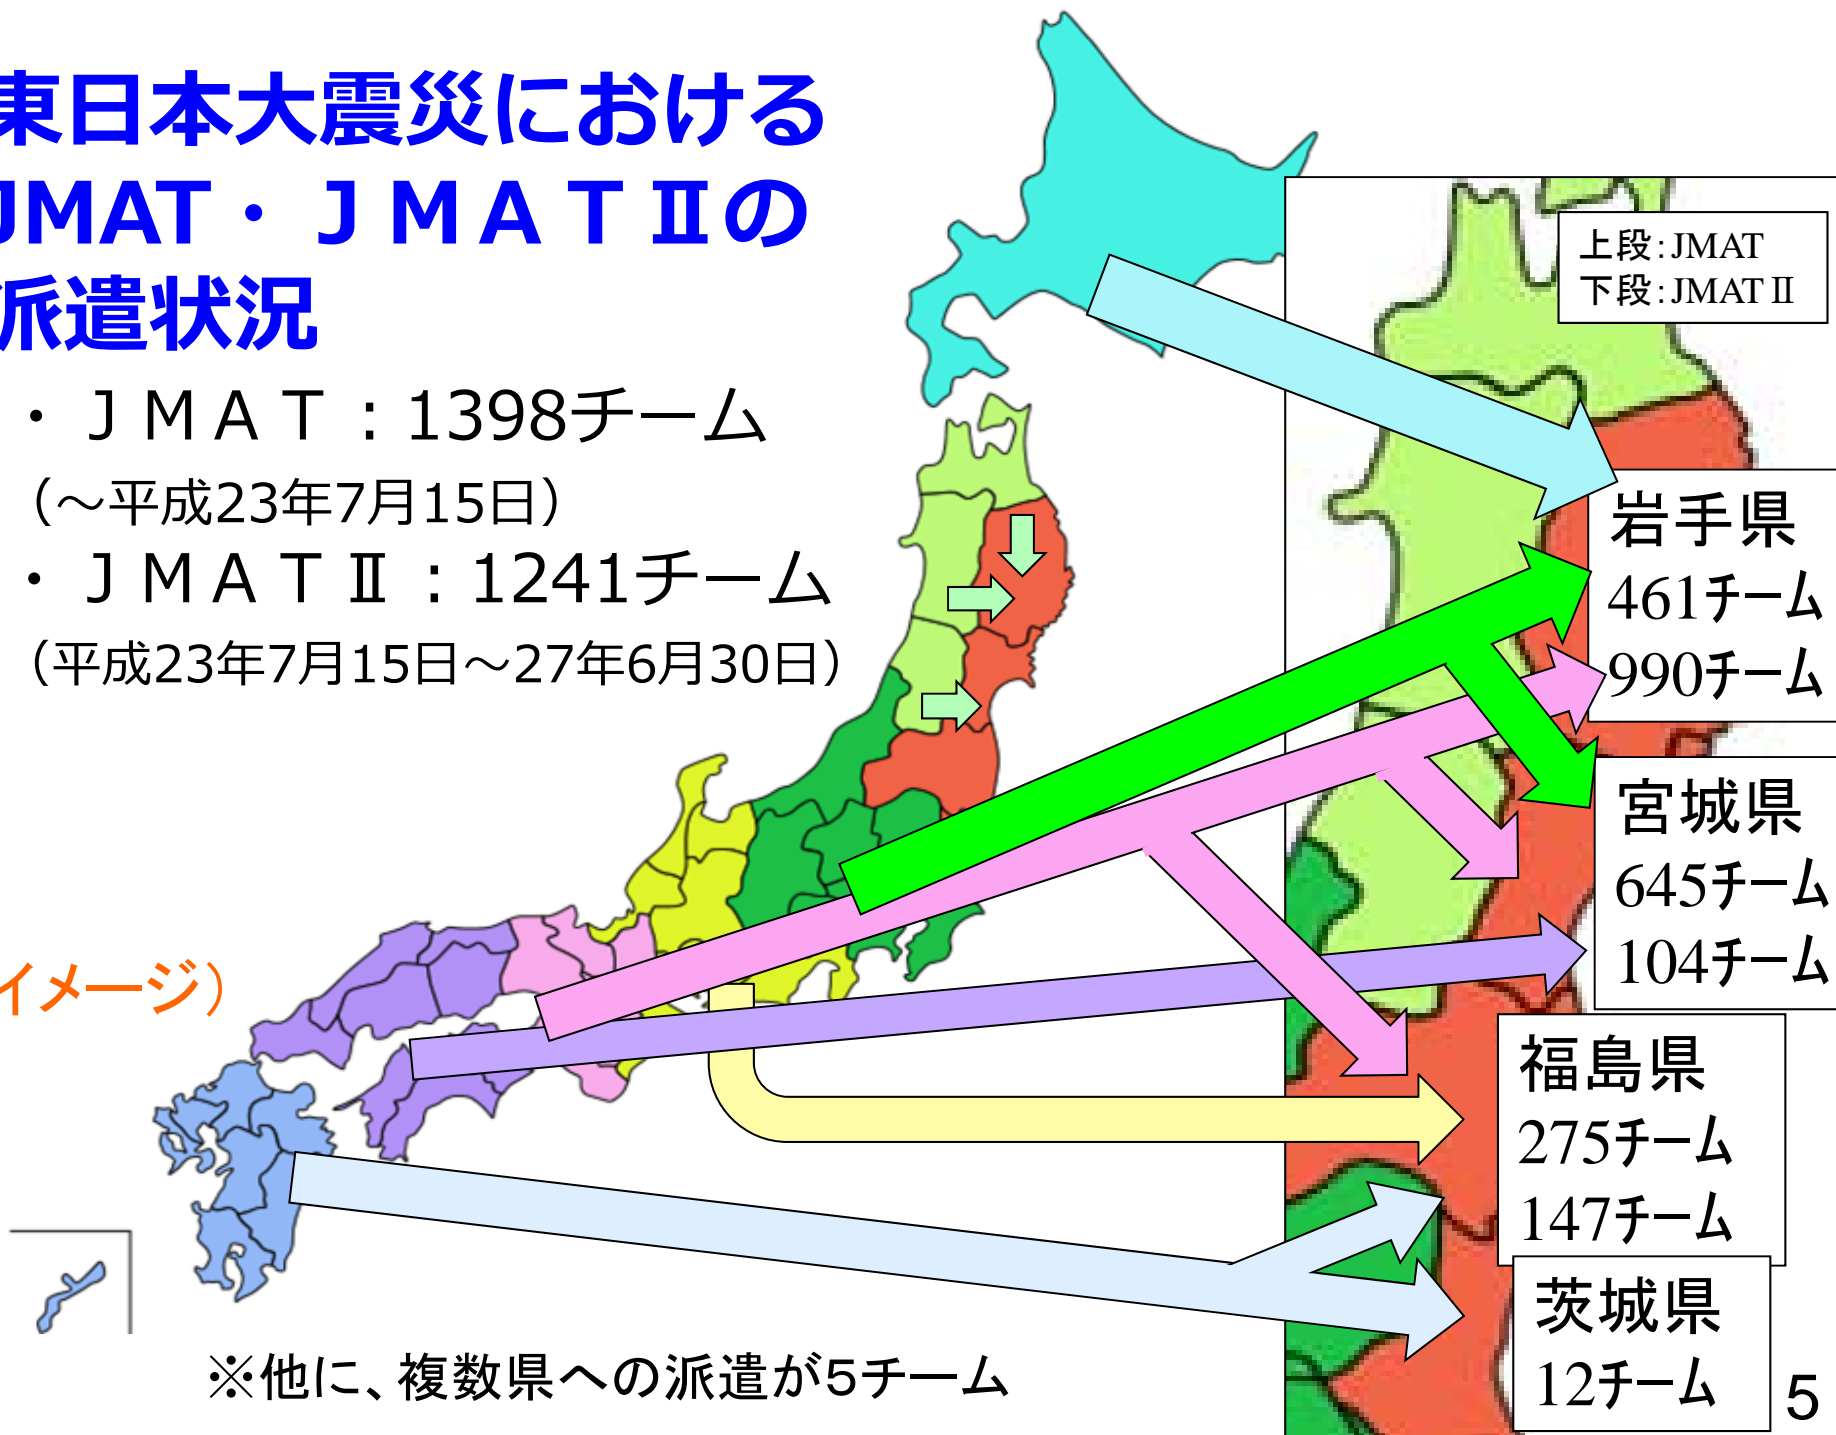 東日本大震災における
JMAT・ＪＭＡＴⅡの
派遣状況
・ＪＭＡＴ：1398チーム
（～平成23年7月15日）
・ＪＭＡＴⅡ：1241チーム
（平成23年7月15日～27年6月30日）
イメージ）
上段：JMAT
下段：JMATⅡ
岩手県
461チーム
990チーム
宮城県
645チーム
104チーム
福島県
275チーム
147チーム
茨城県
12チーム
※他に、複数県への派遣が5チーム
5